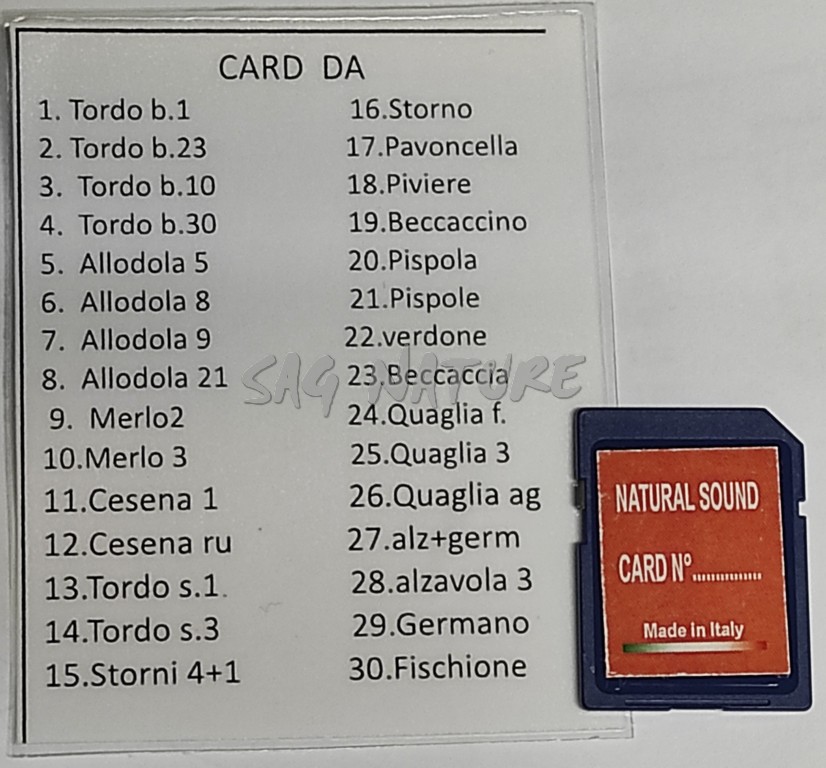 CARD DA
1. Tordo b.1
2. Tordo b.23
3. Tordo b.10
4. Tordo b.30
5. Allodola 5
6. Allodola 8
7. Allodola 9
8. Allodola 21
9. Merlo2
10.Merlo 3
11.Cesena 1
12.Cesena ru
13.Tordo s.1.
14.Tordo s.3
15.Storni 4+1
16.Storno
17.Pavoncella
18.Piviere
19.Beccaccino
20.Pispola
21.Pispole
22.verdone
23.Beccaccia
24.Quaglia f.
25.Quaglia 3
26.Quaglia ag
27.alz+germ
28.alzavola 3
29.Germano
30.Fischione
SAG NATURE
NATURAL SOUND
CARD N°...............
Made in Italy